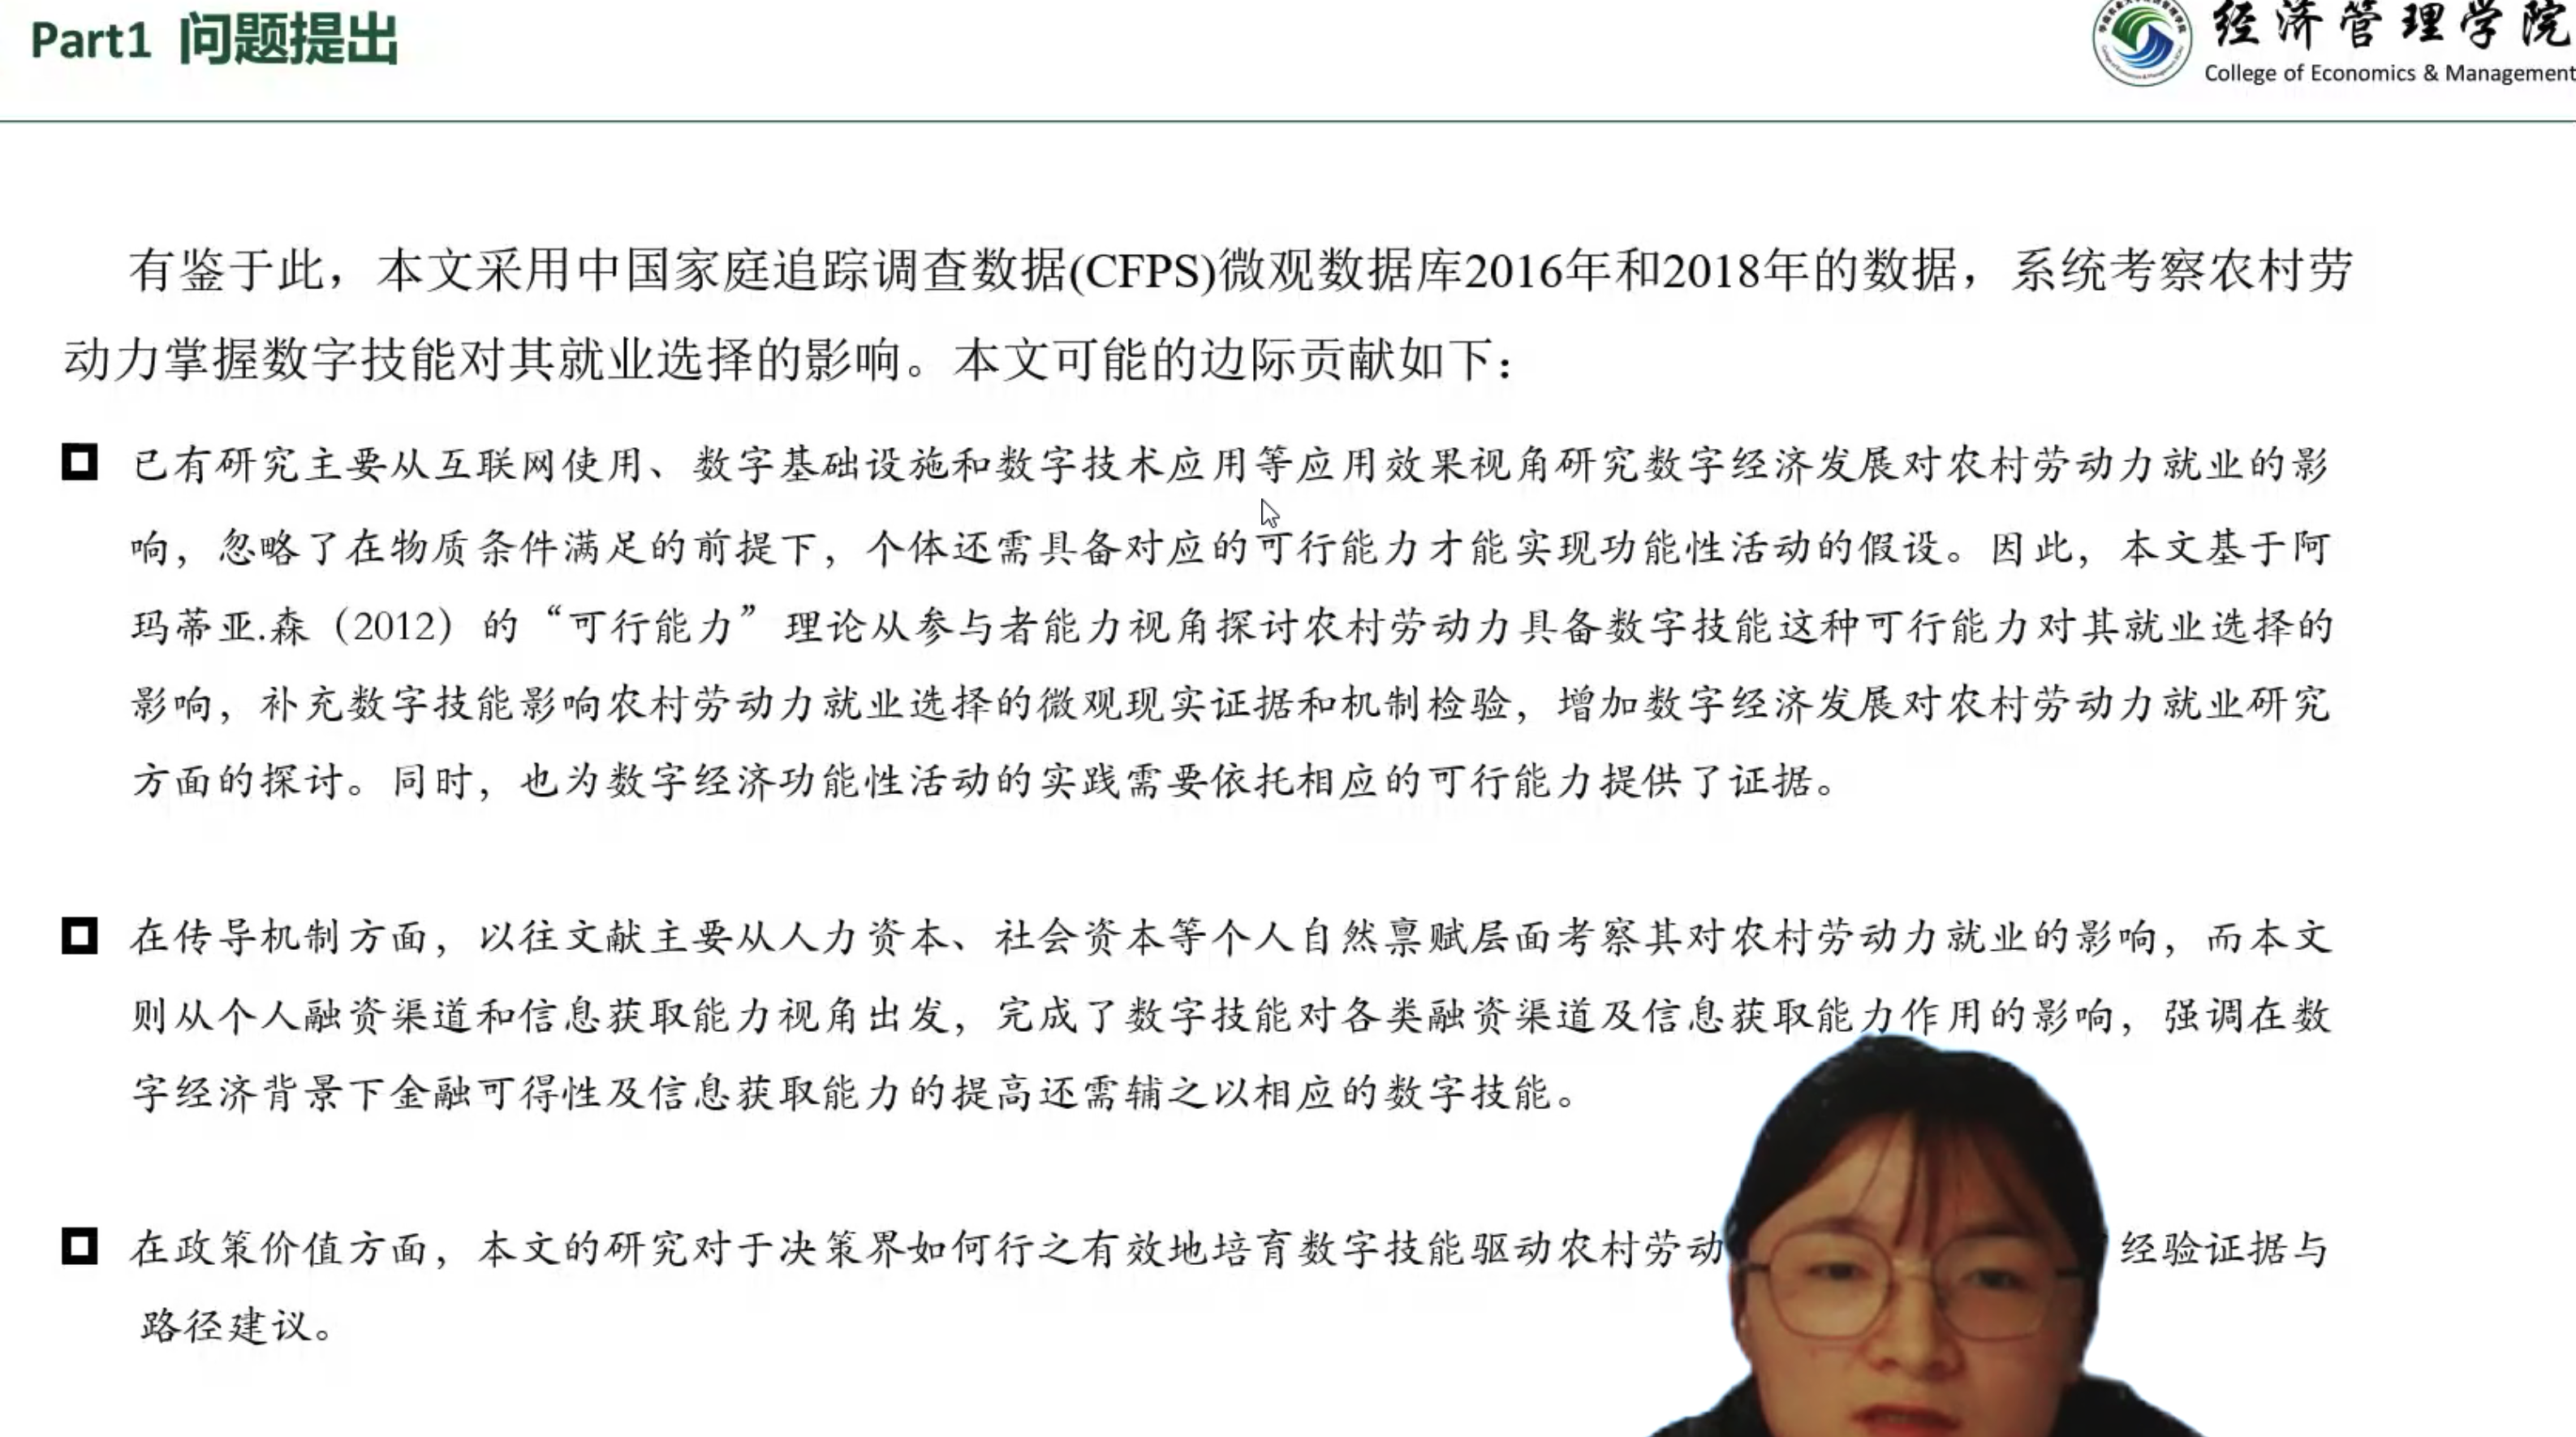 Part1 问题提出
经济管理学院
College of Economics & Management
有鉴于此，本文采用中国家庭追踪调查数据(CFPS)微观数据库2016年和2018年的数据，系统考察农村劳
动力掌握数字技能对其就业选择的影响。本文可能的边际贡献如下：
已有研究主要从互联网使用、数字基础设施和数字技术应用等应用效果视角研究数字经济发展对农村劳动力就业的影
响，忽略了在物质条件满足的前提下，个体还需具备对应的可行能力才能实现功能性活动的假设。因此，本文基于阿
玛蒂亚.森（2012）的“可行能力”理论从参与者能力视角探讨农村劳动力具备数字技能这种可行能力对其就业选择的
影响，补充数字技能影响农村劳动力就业选择的微观现实证据和机制检验，增加数字经济发展对农村劳动力就业研究
方面的探讨。同时，也为数字经济功能性活动的实践需要依托相应的可行能力提供了证据。
在传导机制方面，以往文献主要从人力资本、社会资本等个人自然禀赋层面考察其对农村劳动力就业的影响，而本文
则从个人融资渠道和信息获取能力视角出发，完成了数字技能对各类融资渠道及信息获取能力作用的影响，强调在数
字经济背景下金融可得性及信息获取能力的提高还需辅之以相应的数字技能。
在政策价值方面，本文的研究对于决策界如何行之有效地培育数字技能驱动农村劳动 经验证据与
路径建议。